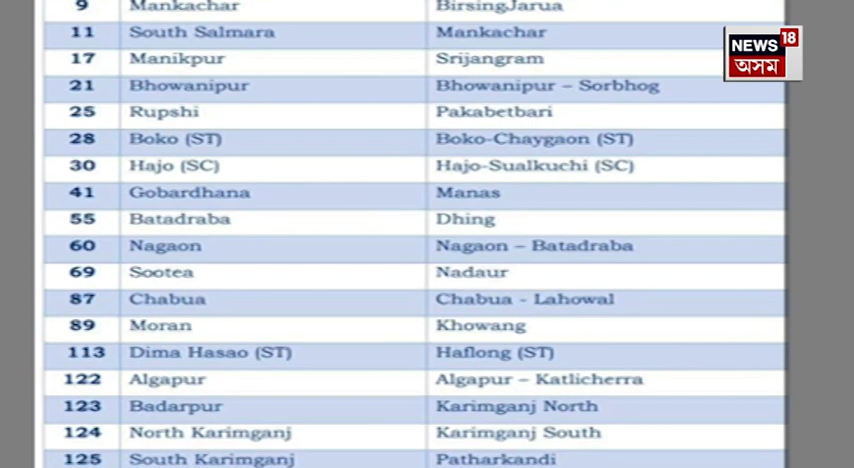 9 Mankachar BirsingJarua
11 South Salmara Mankachar
17 Manikpur Srijangram
21 Bhowanipur Bhowanipur – Sorbhog
25 Rupshi Pakabetbari
28 Boko (ST) Boko-Chaygaon (ST)
30 Hajo (SC) Hajo-Sualkuchi (SC)
41 Gobardhana Manas
55 Batadraba Dhing
60 Nagaon Nagaon – Batadraba
69 Sootea Nadaur
87 Chabua Chabua - Lahowal
89 Moran Khowang
113 Dima Hasao (ST) Haflong (ST)
122 Algapur Algapur – Katlicherra
123 Badarpur Karimganj North
124 North Karimganj Karimganj South
125 South Karimganj Patharkandi
NEWS 18
অসম